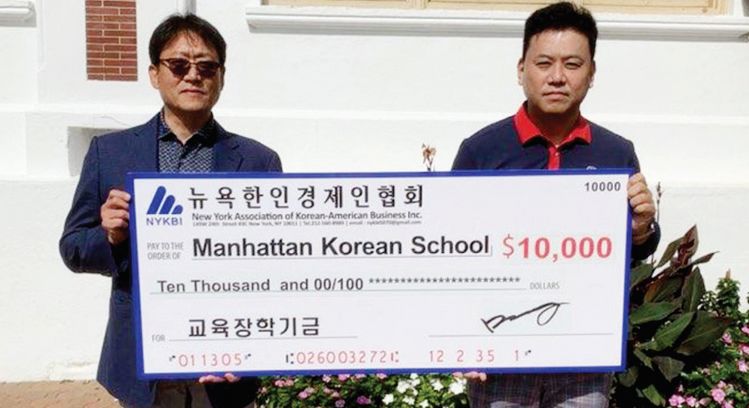 뉴욕한인경제인협회
10000
NYKBI
New York Association of Korean-American Business Inc.
PAY TO THE ORDER OF
Manhattan Korean School
$10,000
Ten Thousand and 00/100 ************************ DOLLARS
FOR 교육장학기금
011305 026003272 12 2 35 1